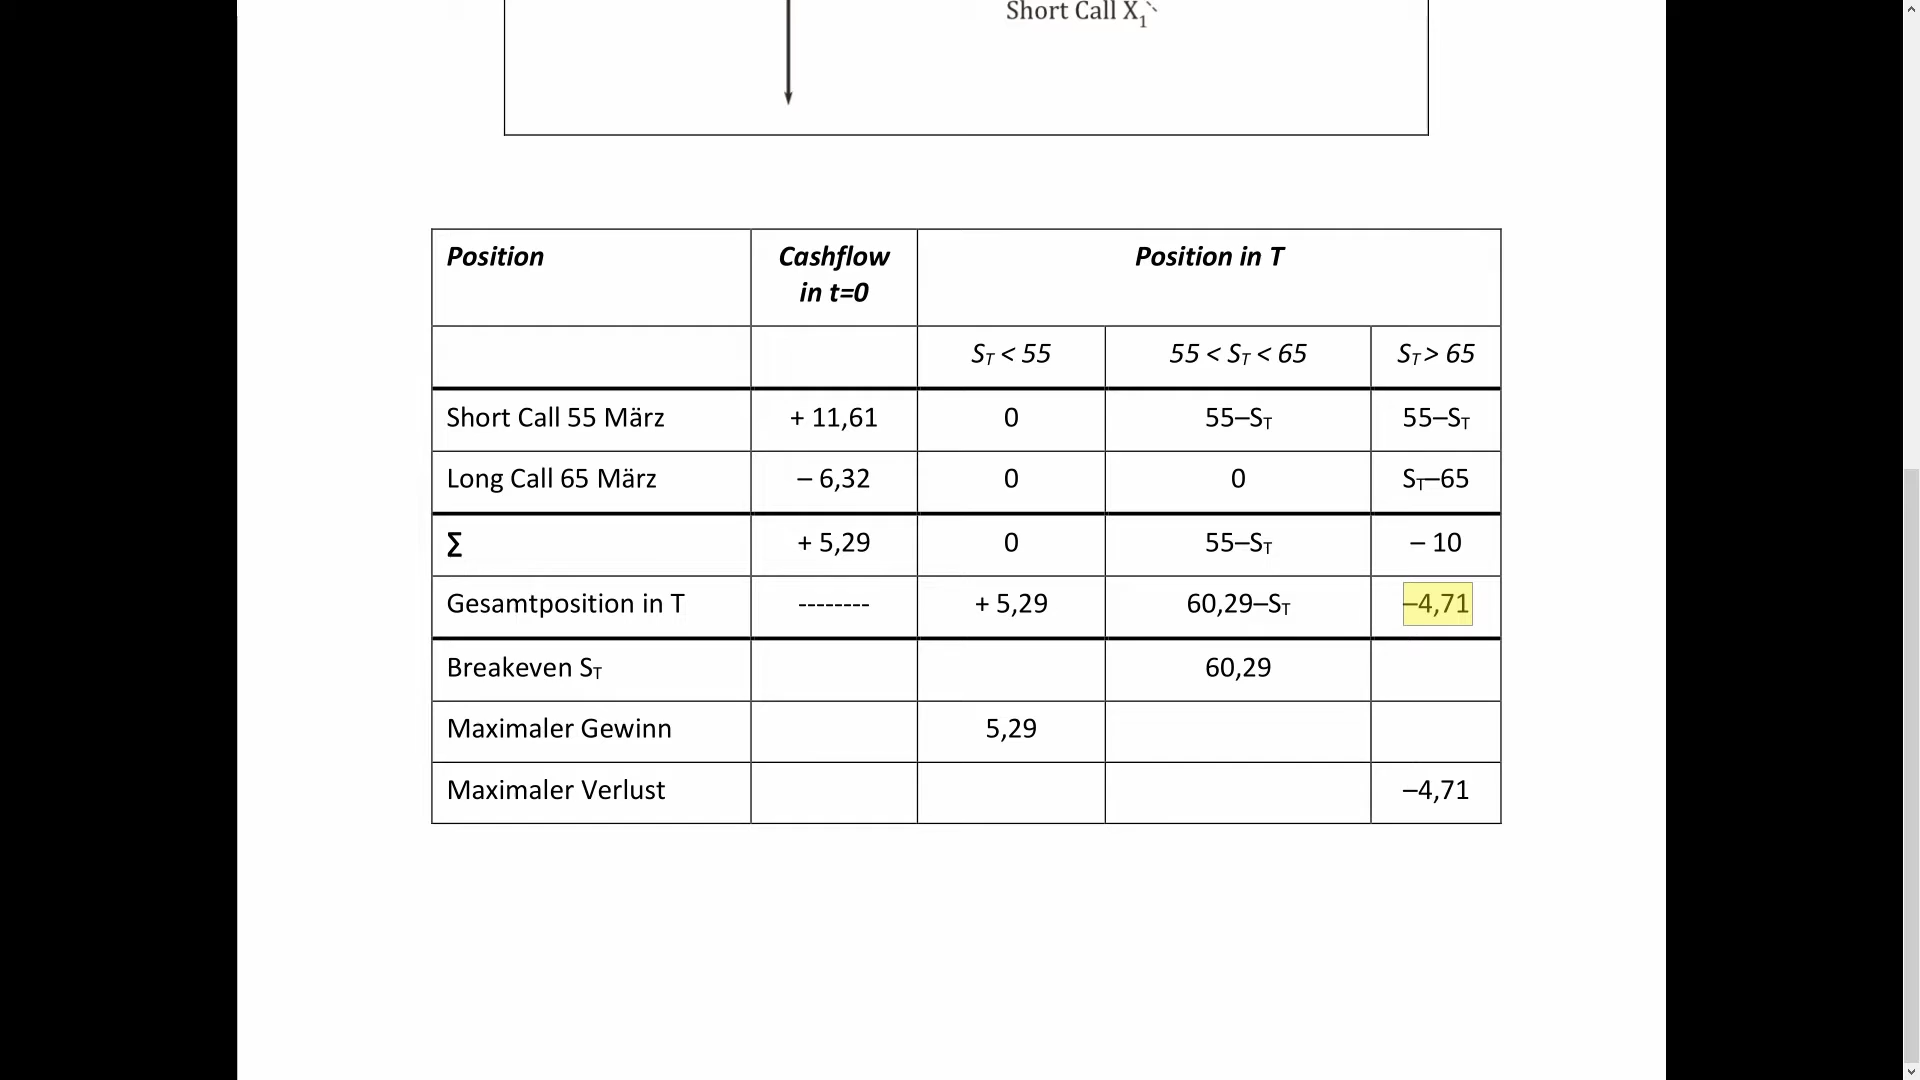 Short Call X1
Position Cashflow in t=0 Position in T
ST < 55 55 < ST < 65 ST > 65
Short Call 55 März + 11,61 0 55–ST 55–ST
Long Call 65 März – 6,32 0 0 ST–65
∑ + 5,29 0 55–ST – 10
Gesamtposition in T -------- + 5,29 60,29–ST –4,71
Breakeven ST 60,29
Maximaler Gewinn 5,29
Maximaler Verlust –4,71